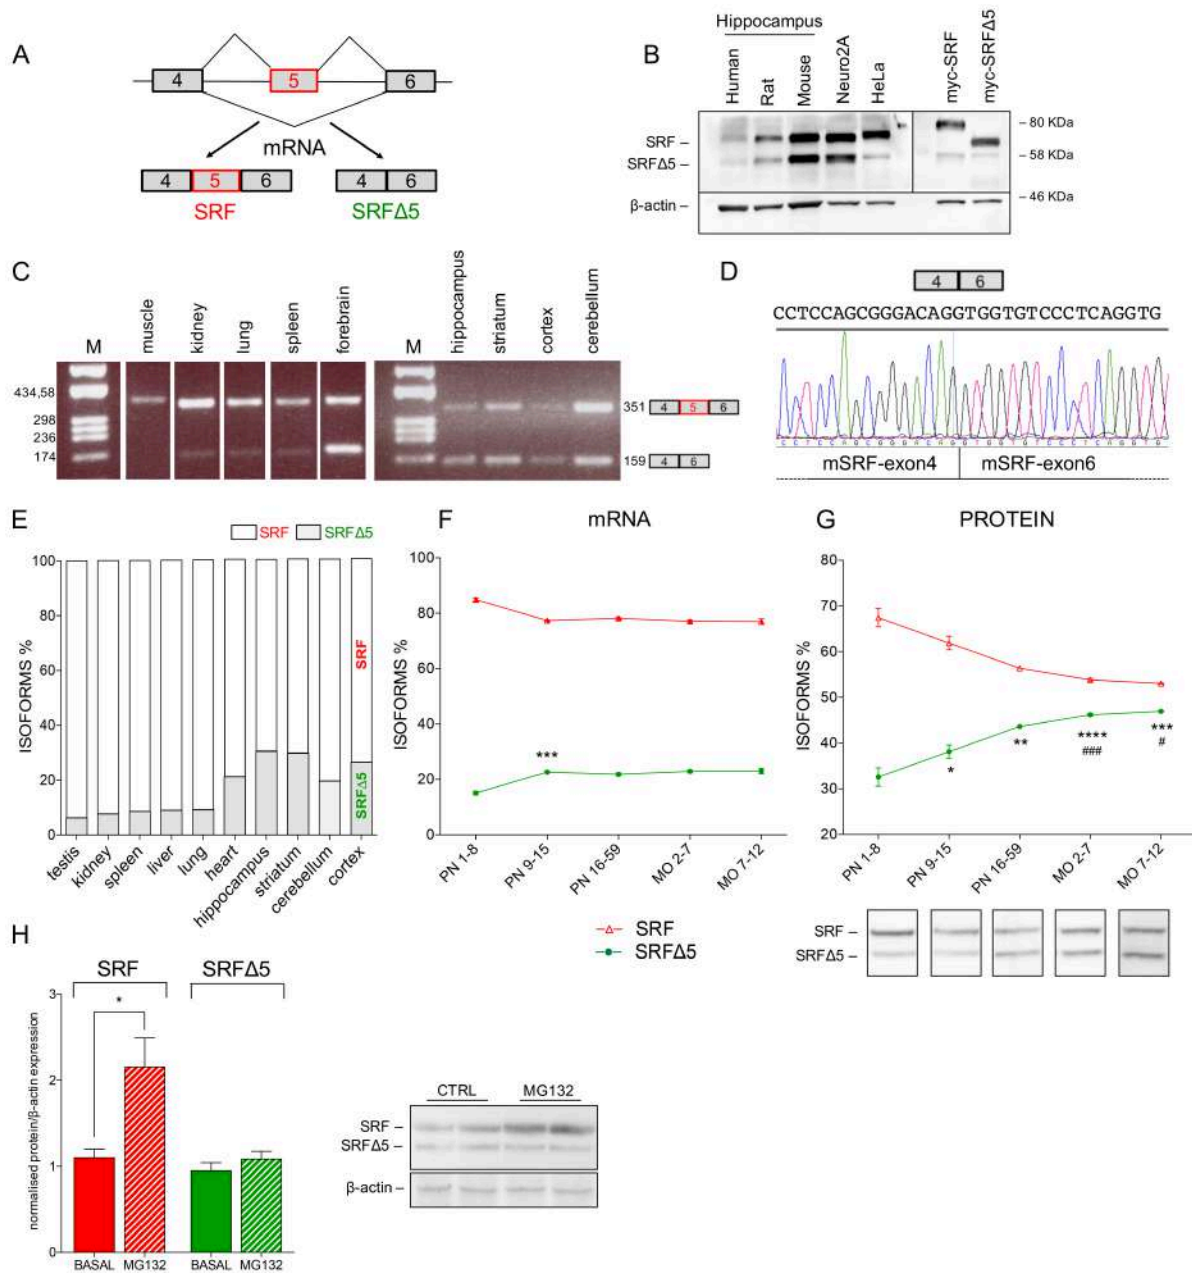 A
4
5
6
mRNA
4
5
6
4
6
SRF
SRFΔ5
B
Hippocampus
Human
Rat
Mouse
Neuro2A
HeLa
myc-SRF
myc-SRFΔ5
SRF –
SRFΔ5 –
β-actin –
– 80 KDa
– 58 KDa
– 46 KDa
C
M
muscle
kidney
lung
spleen
forebrain
M
hippocampus
striatum
cortex
cerebellum
434,58
298
236
174
351
4
5
6
159
4
6
D
4
6
CCTCCAGCGGGACAGGTGGTGTCCCTCAGGTG
CCTCCAGCGGGACAGGTGGTGTCCCTCAGGTG
mSRF-exon4
mSRF-exon6
E
SRF
SRFΔ5
ISOFORMS %
100
80
60
40
20
0
SRF
SRFΔ5
testis
kidney
spleen
liver
lung
heart
hippocampus
striatum
cerebellum
cortex
F
mRNA
ISOFORMS %
100
80
60
40
20
0
***
PN 1-8
PN 9-15
PN 16-59
MO 2-7
MO 7-12
G
PROTEIN
ISOFORMS %
80
70
60
50
40
30
20
*
**
****
###
***
#
PN 1-8
PN 9-15
PN 16-59
MO 2-7
MO 7-12
SRF
SRFΔ5
SRF –
SRFΔ5 –
H
SRF
SRFΔ5
normalised protein/β-actin expression
3
2
1
0
*
BASAL
MG132
BASAL
MG132
CTRL
MG132
SRF –
SRFΔ5 –
β-actin –